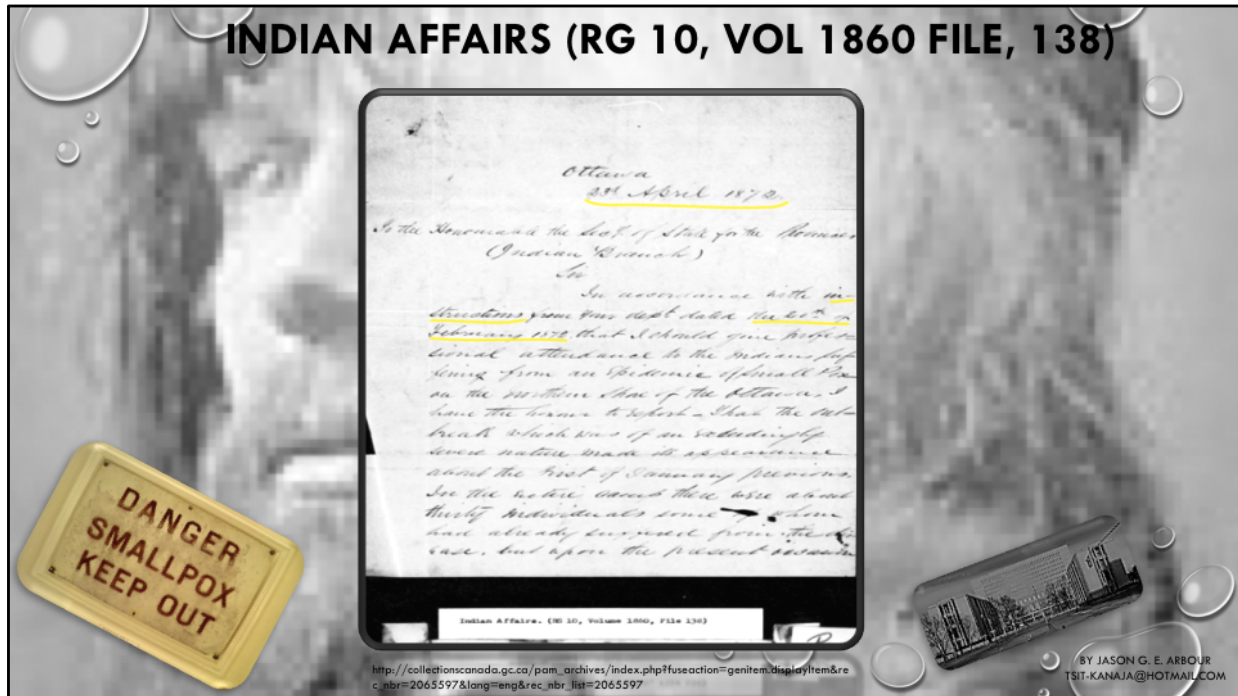 INDIAN AFFAIRS (RG 10, VOL 1860 FILE, 138)
Ottawa
23d April 1872
To the Honourable the Secy. of State for the Provinces
(Indian Branch)
Sir
In accordance with in-
structions from your dept dated the 20th of
February 1872 that I should give profes-
sional attendance to the Indians suf-
fering from an Epidemic of Small Pox
on the northern Shore of the Ottawa, I
have the honor to report - That the out-
break which was of an exceedingly
severe nature made its appearance
about the first of January previous.
In the entire camp there were about
thirty individuals some of whom
had already suffered from the dis-
ease, but upon the present occasion
Indian Affairs. (RG 10, Volume 1860, File 138)
DANGER
SMALLPOX
KEEP OUT
http://collectionscanada.gc.ca/pam_archives/index.php?fuseaction=genitem.displayItem&re
c_nbr=2065597&lang=eng&rec_nbr_list=2065597
BY JASON G. E. ARBOUR
TSIT-KANAJA@HOTMAIL.COM